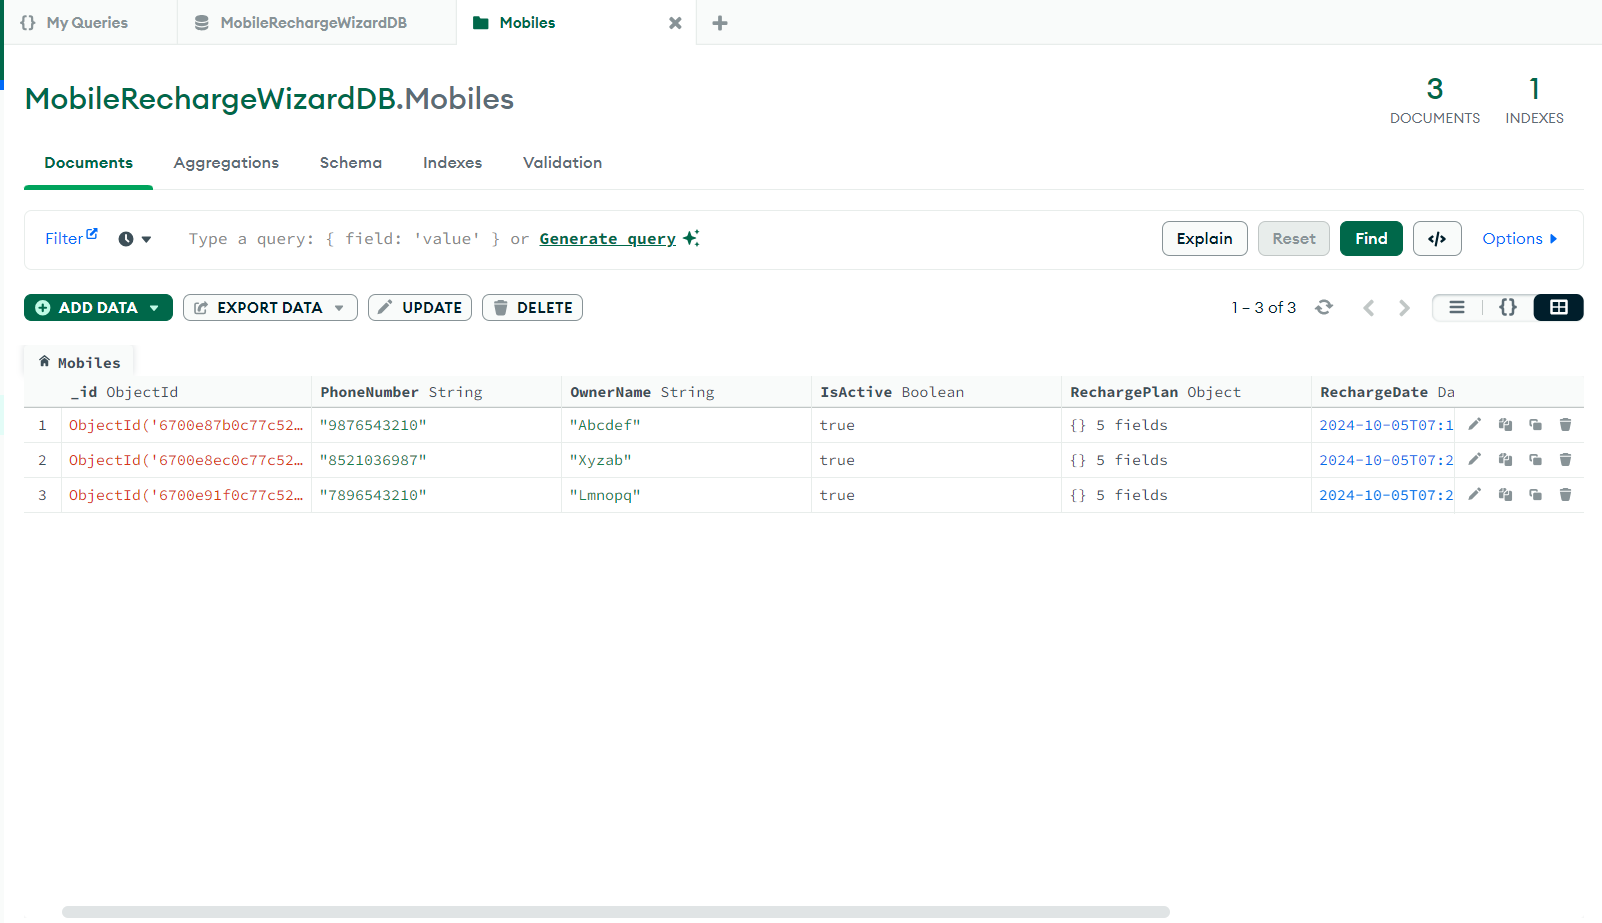 {} My Queries MobileRechargeWizardDB Mobiles
MobileRechargeWizardDB.Mobiles
3 1
DOCUMENTS INDEXES
Documents Aggregations Schema Indexes Validation
Filter Type a query: { field: 'value' } or Generate query Explain Reset Find </> Options
ADD DATA EXPORT DATA UPDATE DELETE 1 – 3 of 3 {}
Mobiles
_id ObjectId PhoneNumber String OwnerName String IsActive Boolean RechargePlan Object RechargeDate Da
1 ObjectId('6700e87b0c77c52… "9876543210" "Abcdef" true {} 5 fields 2024-10-05T07:1
2 ObjectId('6700e8ec0c77c52… "8521036987" "Xyzab" true {} 5 fields 2024-10-05T07:2
3 ObjectId('6700e91f0c77c52… "7896543210" "Lmnopq" true {} 5 fields 2024-10-05T07:2